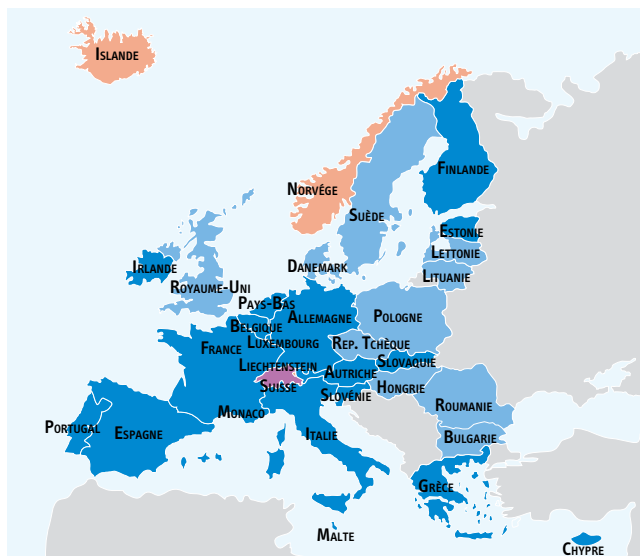 Islande
Finlande
Norvége
Suède
Estonie
Lettonie
Irlande
Danemark
Lituanie
Royaume-Uni
Pays-Bas
Allemagne
Pologne
Belgique
Luxembourg
Rep. Tchèque
France
Slovaquie
Liechtenstein
Autriche
Suisse
Slovénie
Hongrie
Monaco
Roumanie
Portugal
Espagne
Italie
Bulgarie
Grèce
Malte
Chypre